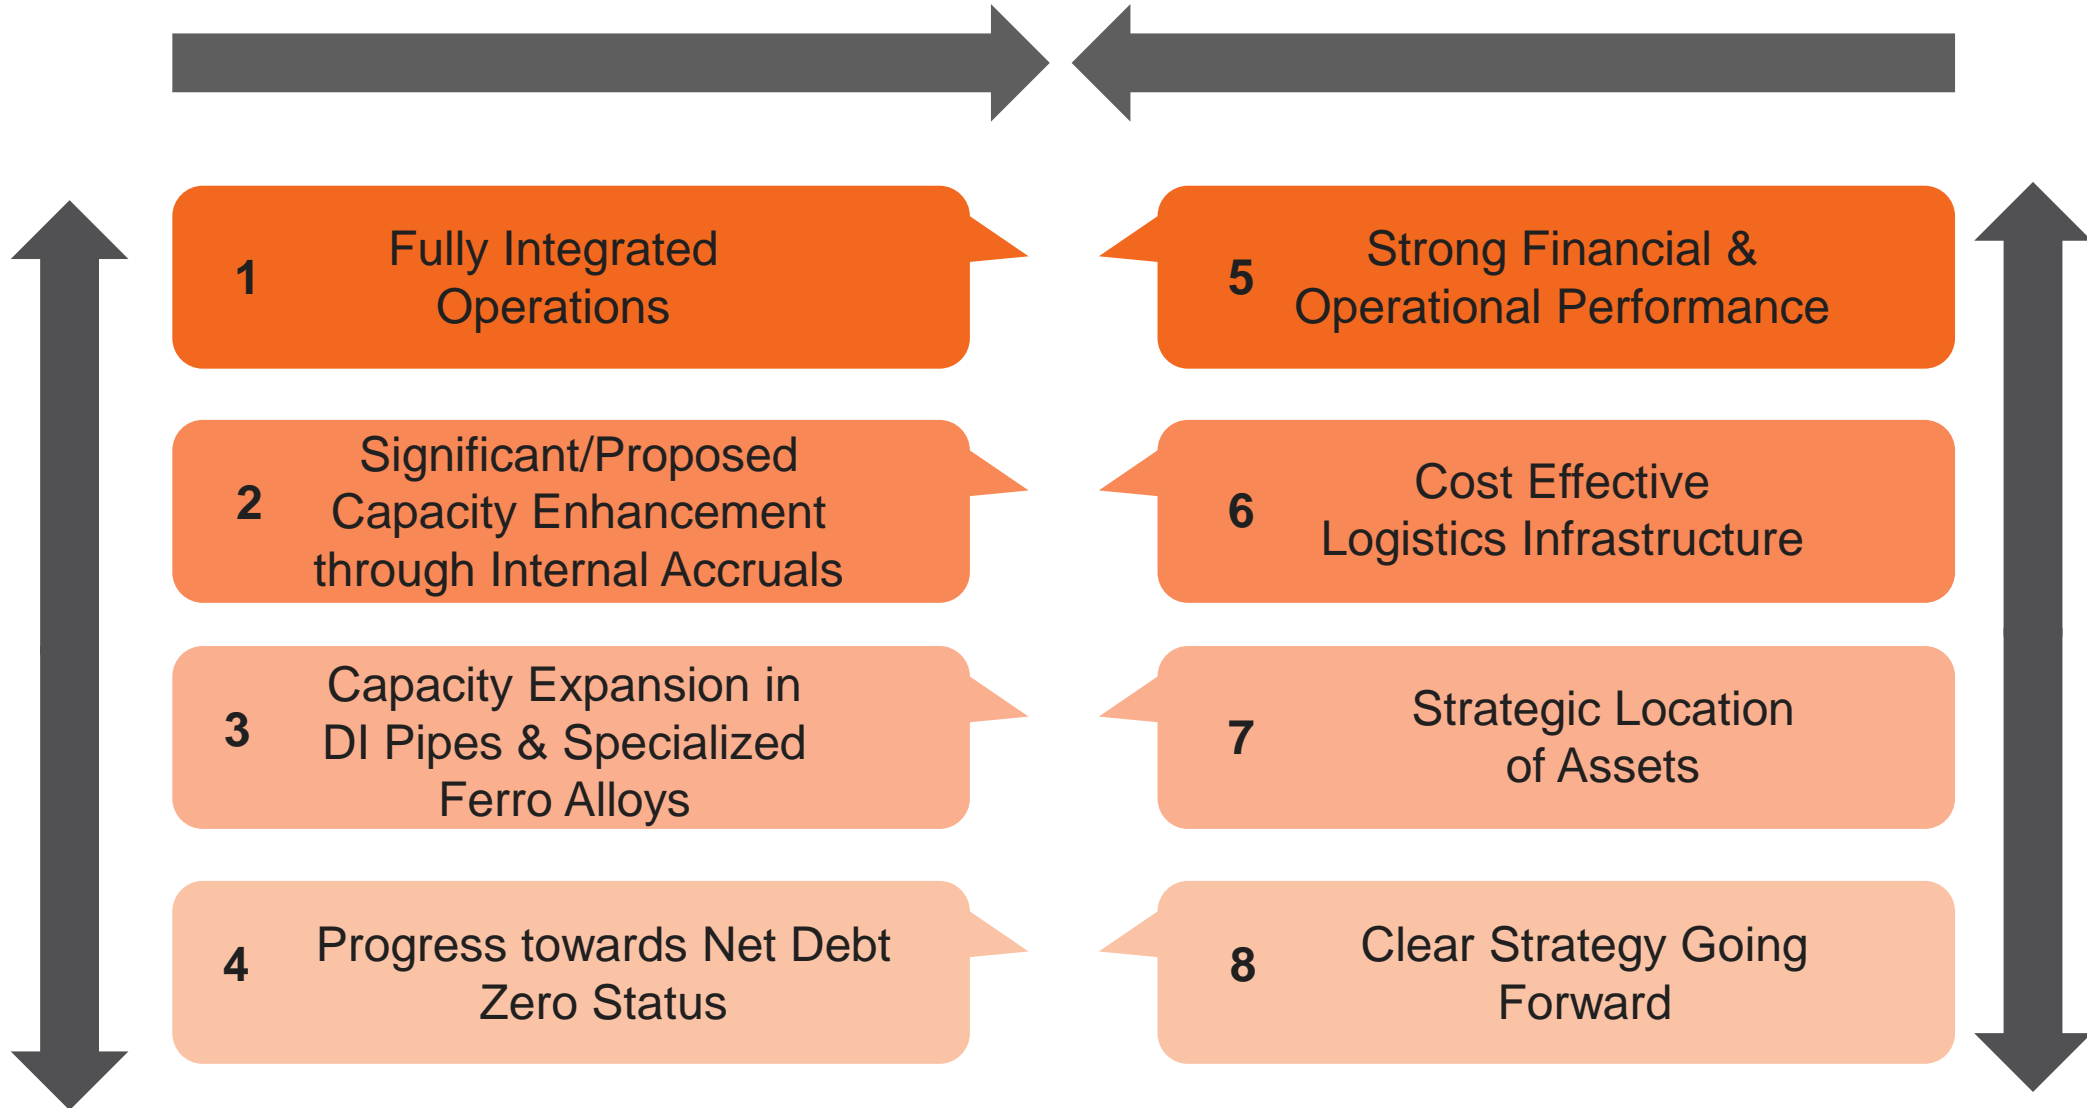 1
Fully Integrated
Operations
2
Significant/Proposed
Capacity Enhancement
through Internal Accruals
3
Capacity Expansion in
DI Pipes & Specialized
Ferro Alloys
4
Progress towards Net Debt
Zero Status
5
Strong Financial &
Operational Performance
6
Cost Effective
Logistics Infrastructure
7
Strategic Location
of Assets
8
Clear Strategy Going
Forward